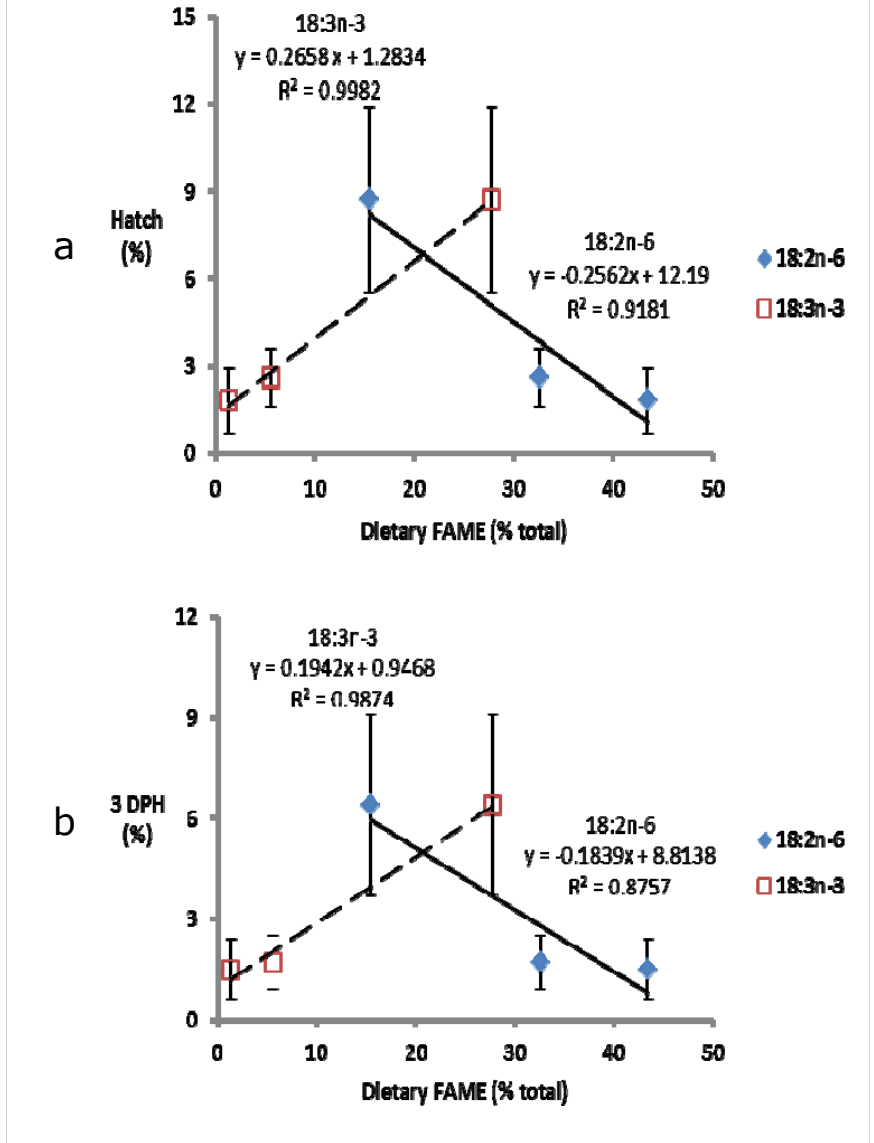 15
18:3n-3
y = 0.2658x + 1.2834
R² = 0.9982
12
9
Hatch
(%)
a
18:2n-6
y = -0.2562x + 12.19
R² = 0.9181
18:2n-6
18:3n-3
6
3
0
0 10 20 30 40 50
Dietary FAME (% total)
12
18:3r-3
y = 0.1942x + 0.9468
R² = 0.9874
9
3 DPH
(%)
b
6
18:2n-6
y = -0.1839x + 8.8138
R² = 0.8757
18:2n-6
18:3n-3
3
0
0 10 20 30 40 50
Dietary FAME (% total)